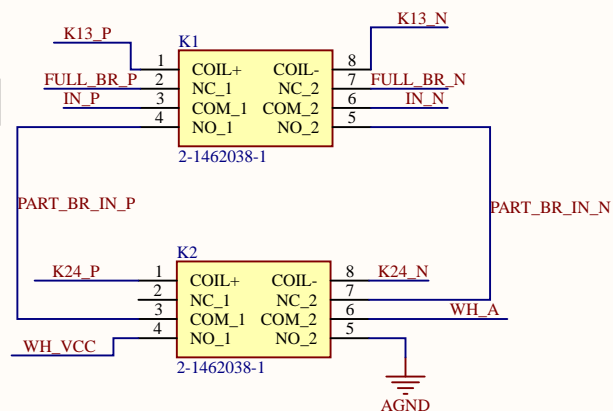 K13_P K1 K13_N
1 COIL+ COIL- 8
FULL_BR_P 2 NC_1 NC_2 7 FULL_BR_N
IN_P 3 COM_1 COM_2 6 IN_N
4 NO_1 NO_2 5
2-1462038-1
PART_BR_IN_P PART_BR_IN_N
K2
K24_P 1 COIL+ COIL- 8 K24_N
2 NC_1 NC_2 7
3 COM_1 COM_2 6 WH_A
WH_VCC 4 NO_1 NO_2 5
2-1462038-1
AGND